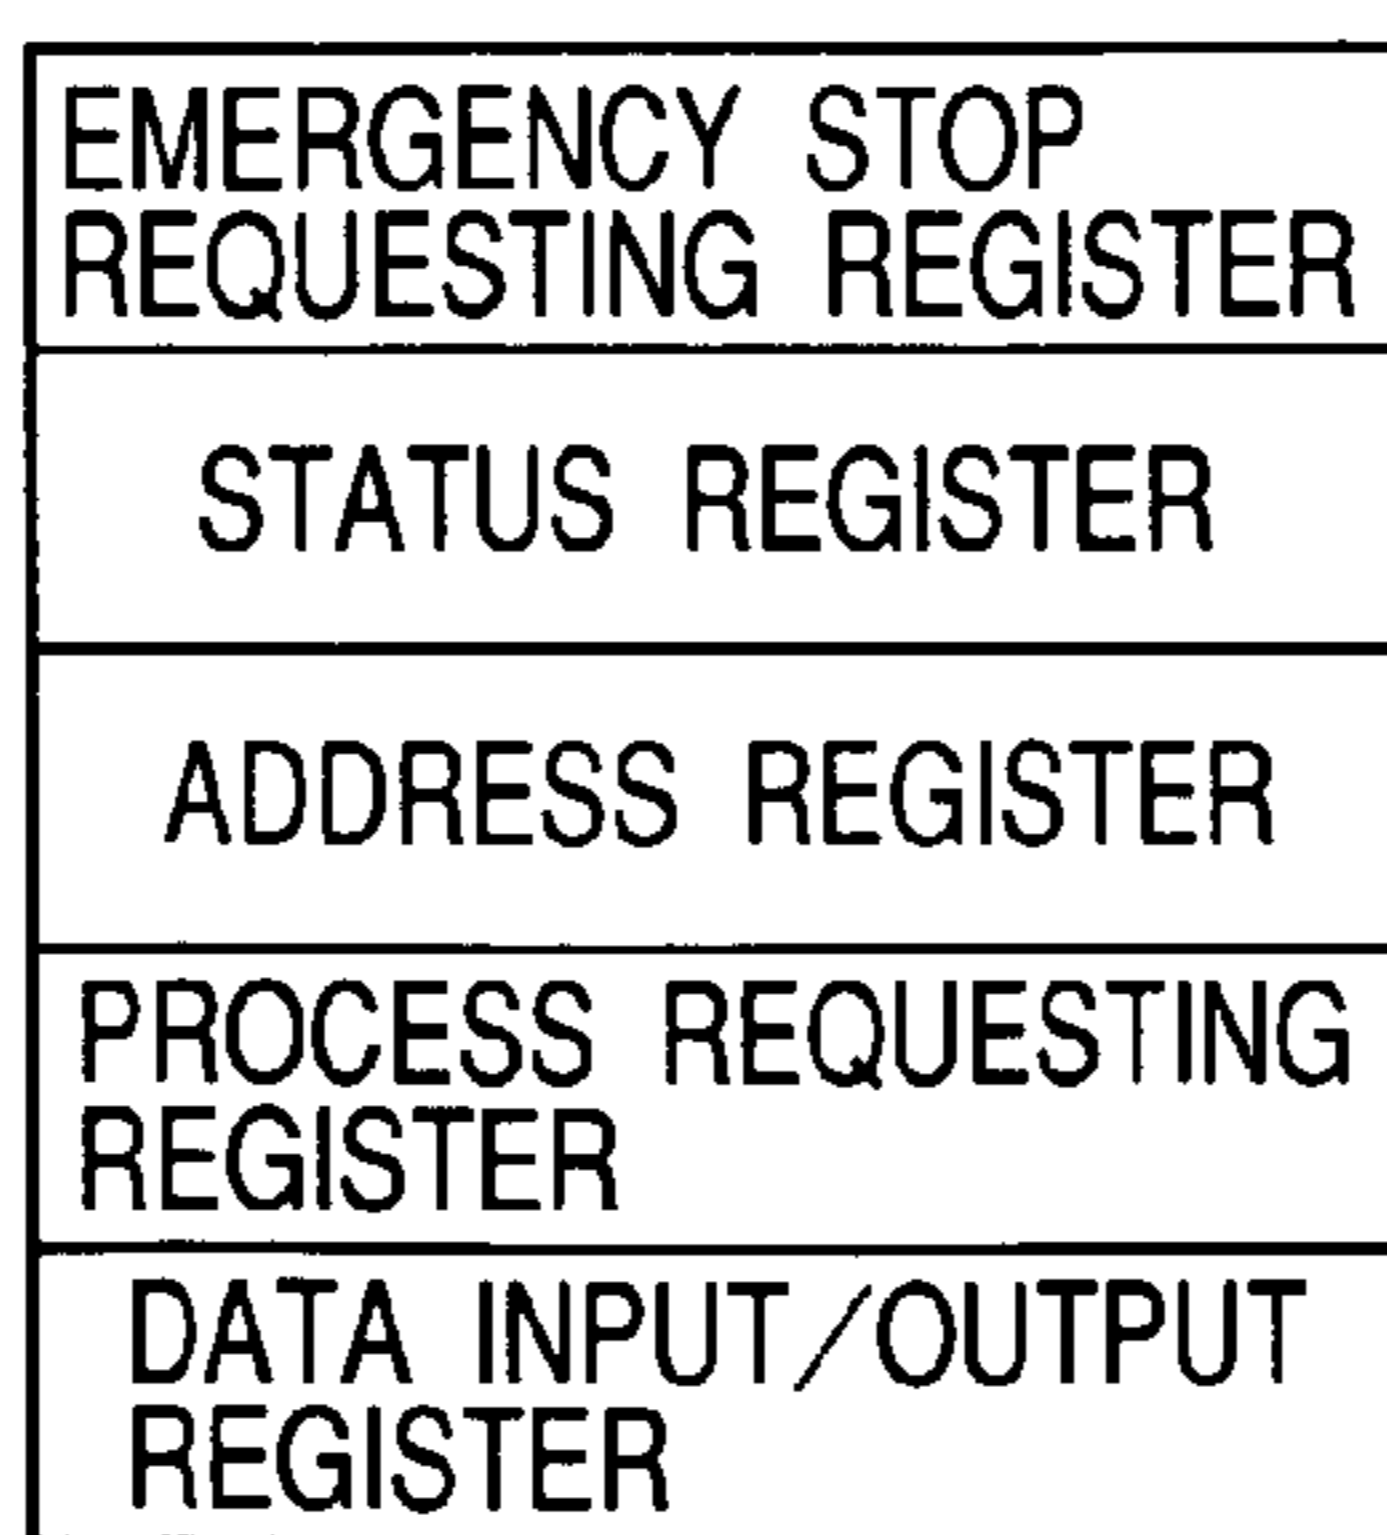 EMERGENCY STOP
REQUESTING REGISTER
STATUS REGISTER
ADDRESS REGISTER
PROCESS REQUESTING
REGISTER
DATA INPUT/OUTPUT
REGISTER